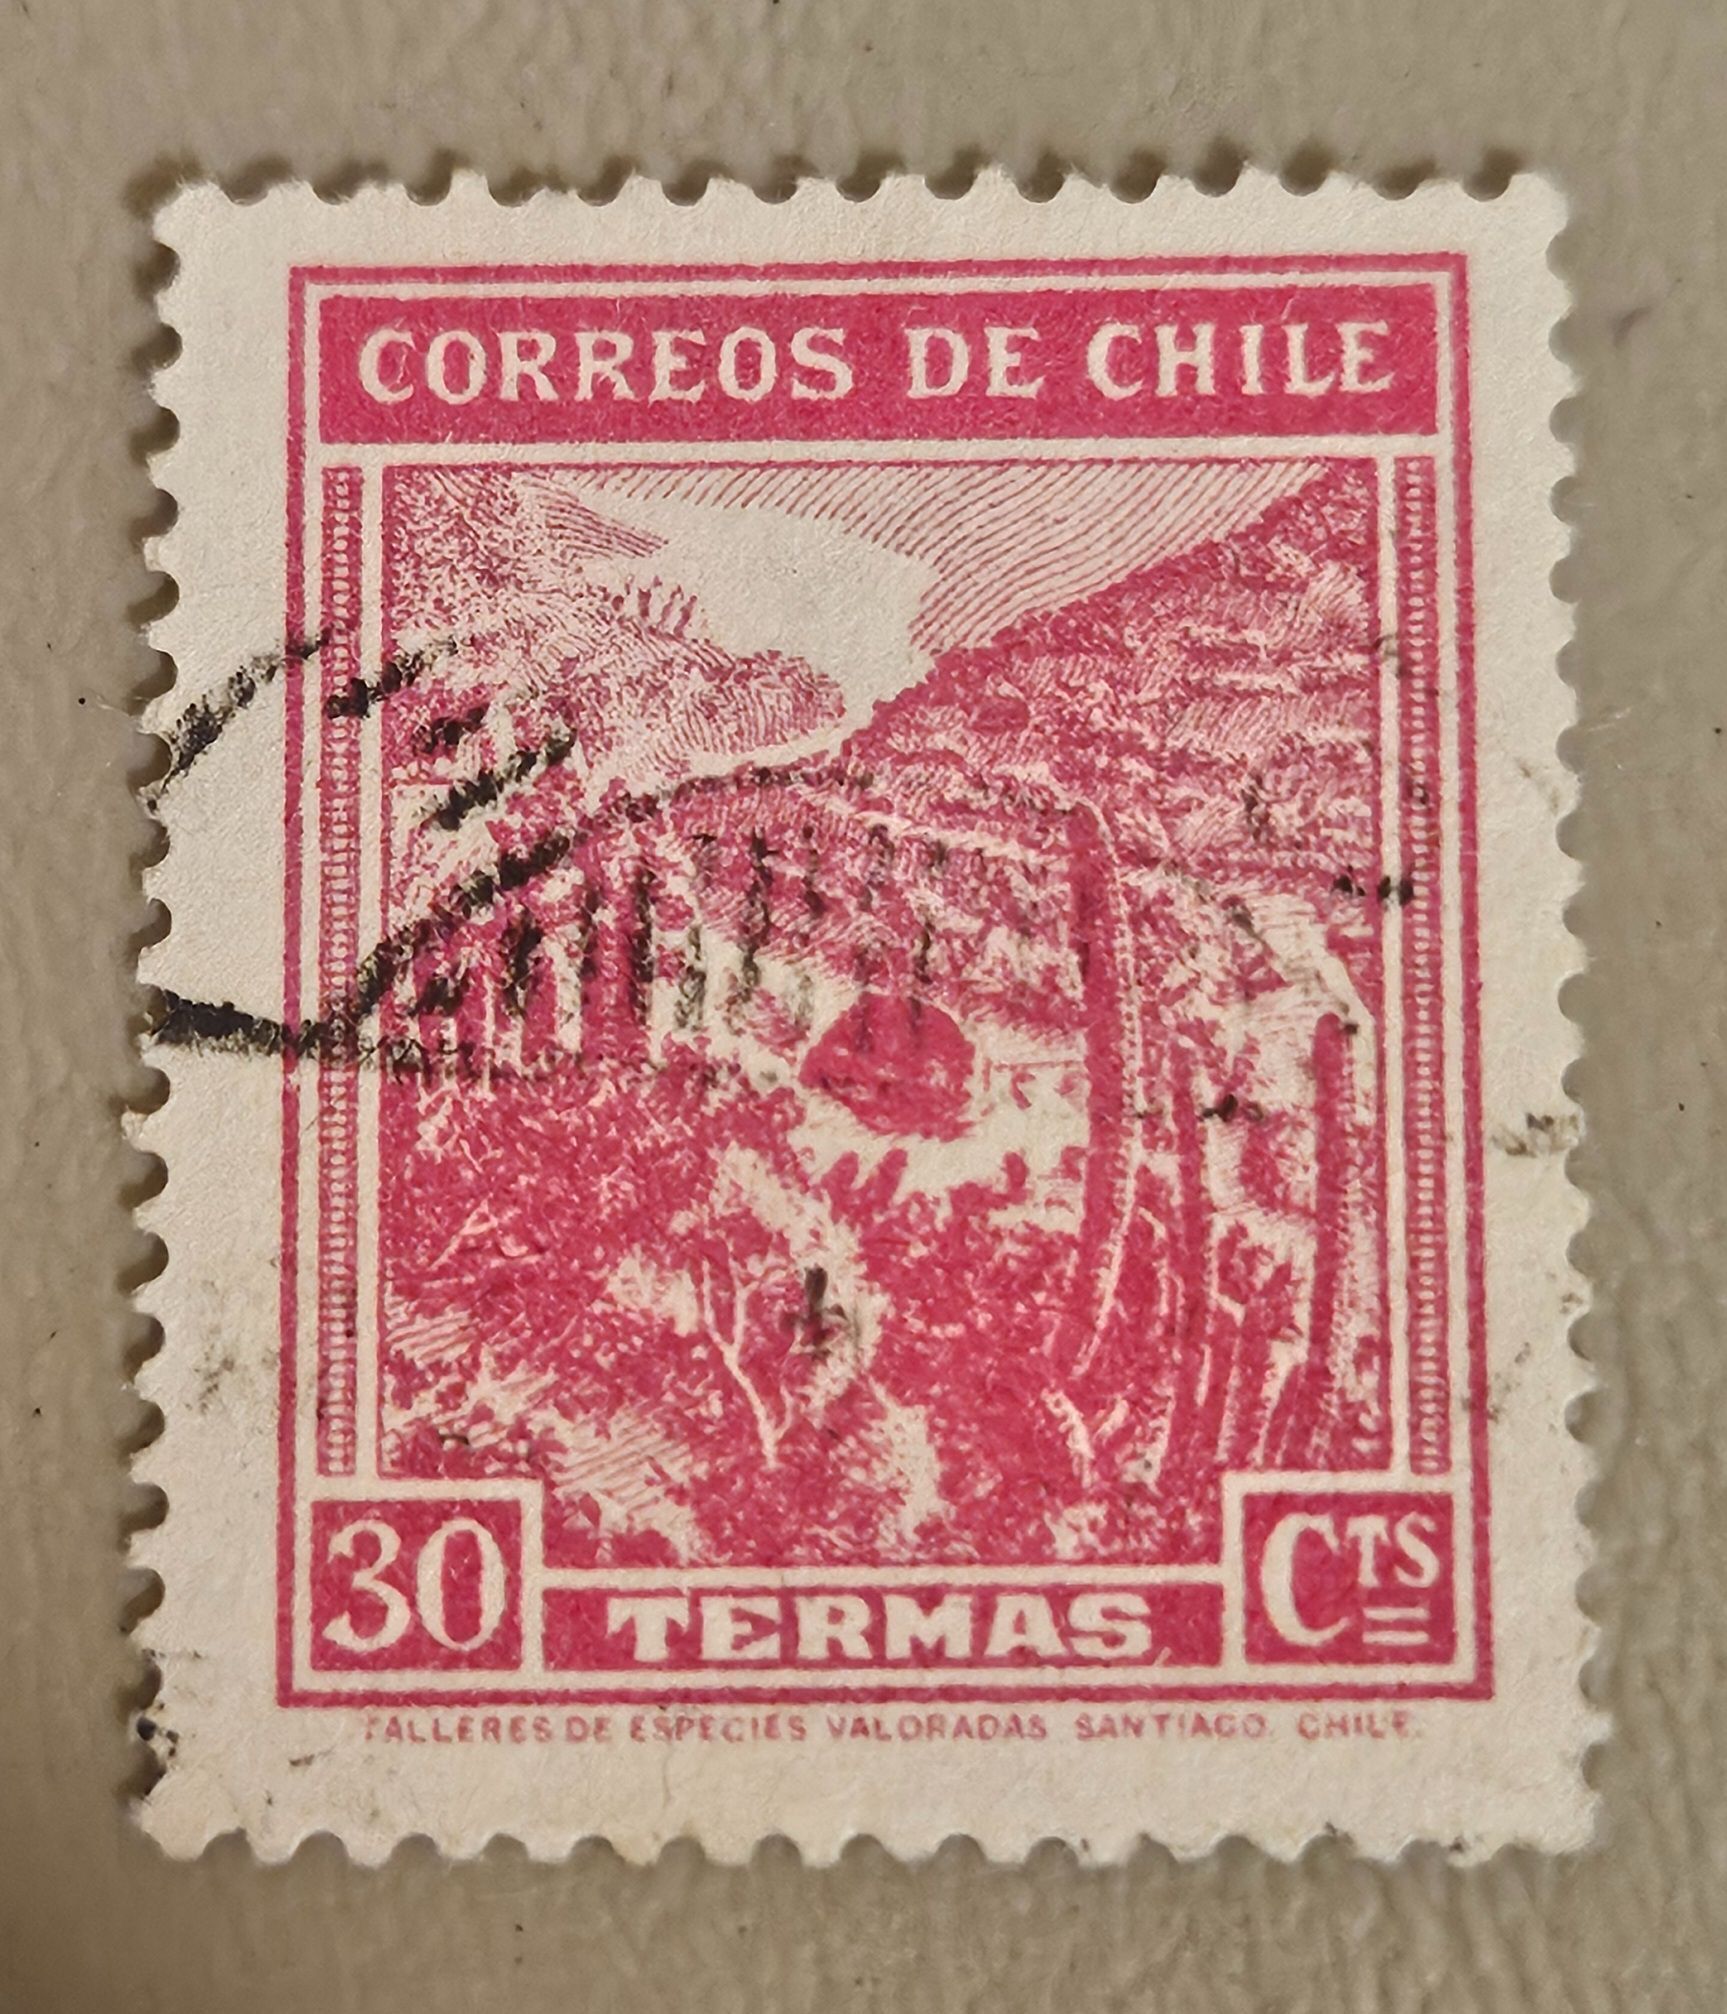 CORREOS DE CHILE
30 TERMAS CTS
TALLERES DE ESPECIES VALORADAS SANTIAGO. CHILE.